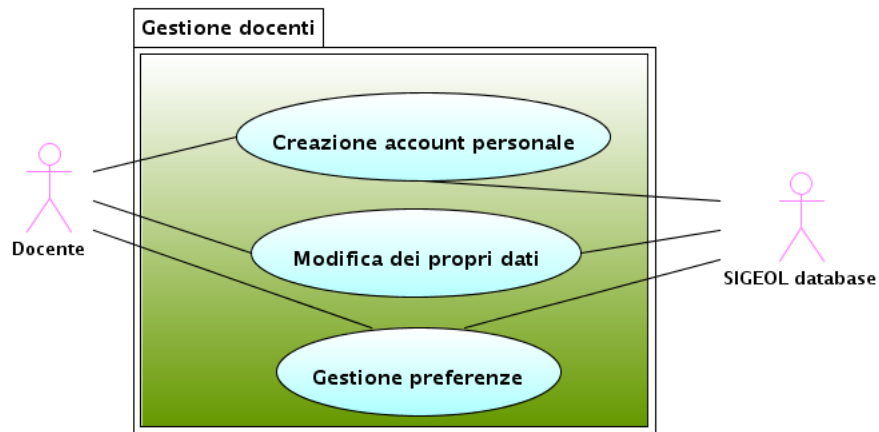 Gestione docenti
Creazione account personale
Docente
Modifica dei propri dati
SIGEOL database
Gestione preferenze